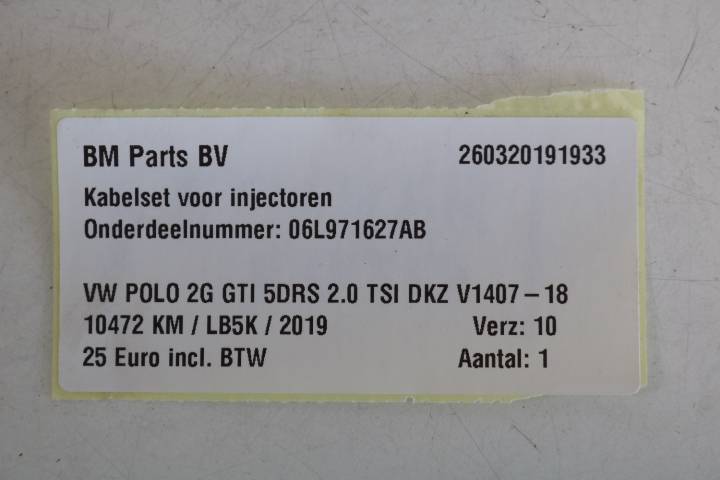 BM Parts BV 260320191933
Kabelset voor injectoren
Onderdeelnummer: 06L971627AB
VW POLO 2G GTI 5DRS 2.0 TSI DKZ V1407 – 18
10472 KM / LB5K / 2019 Verz: 10
25 Euro incl. BTW Aantal: 1